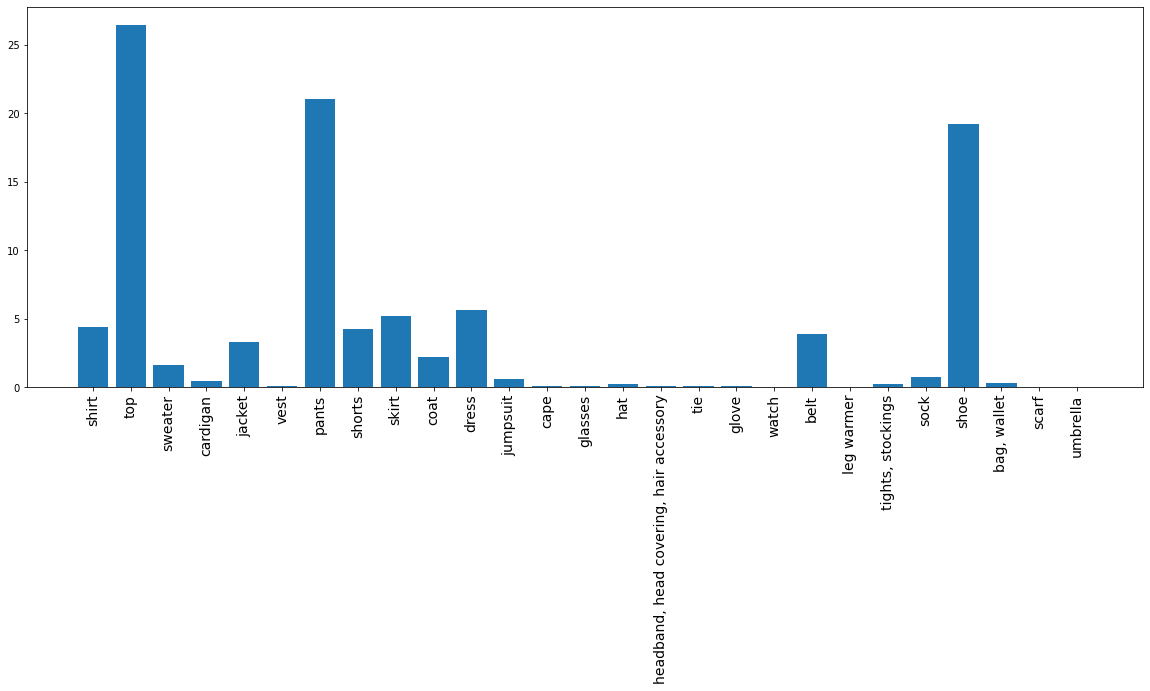 25
20
15
10
5
0
shirt
top
sweater
cardigan
jacket
vest
pants
shorts
skirt
coat
dress
jumpsuit
cape
glasses
hat
headband, head covering, hair accessory
tie
glove
watch
belt
leg warmer
tights, stockings
sock
shoe
bag, wallet
scarf
umbrella